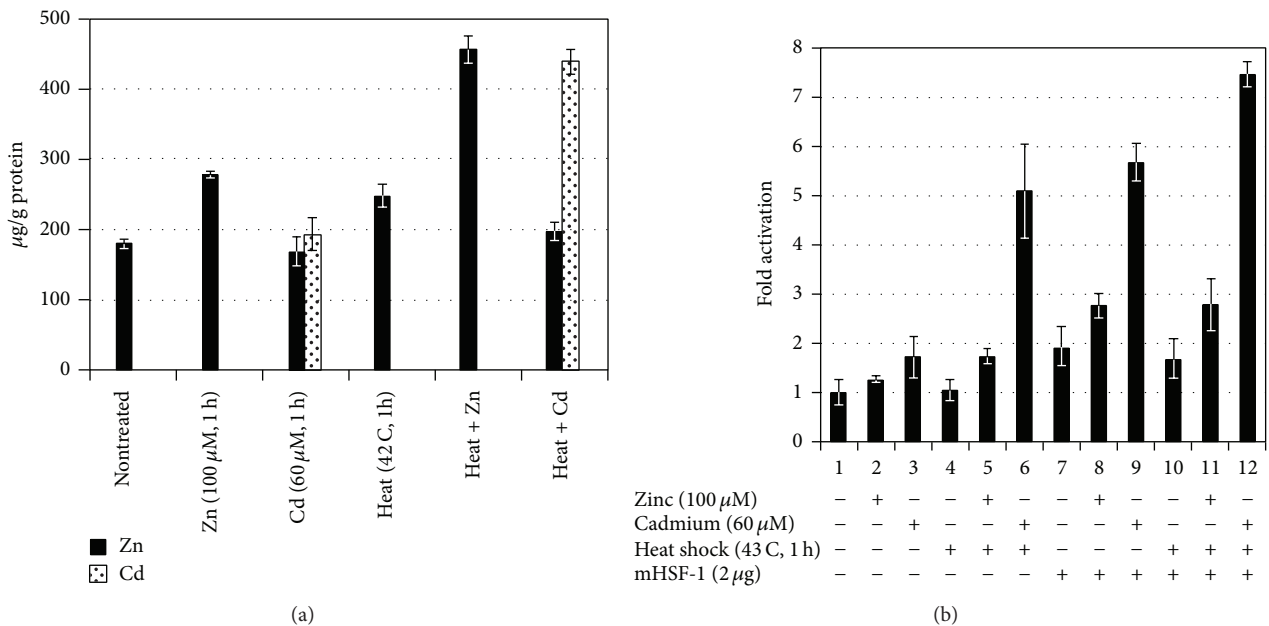 500
400
300
200
100
0
μg/g protein
Nontreated
Zn (100 μM, 1 h)
Cd (60 μM, 1 h)
Heat (42 C, 1h)
Heat + Zn
Heat + Cd
Zn
Cd
(a)
8
7
6
5
4
3
2
1
0
Fold activation
1 2 3 4 5 6 7 8 9 10 11 12
Zinc (100 μM) − + − − + − − + − − + −
Cadmium (60 μM) − − + − − + − − + − − +
Heat shock (43 C, 1 h) − − − + + + − − − + + +
mHSF-1 (2 μg) − − − − − − + + + + + +
(b)